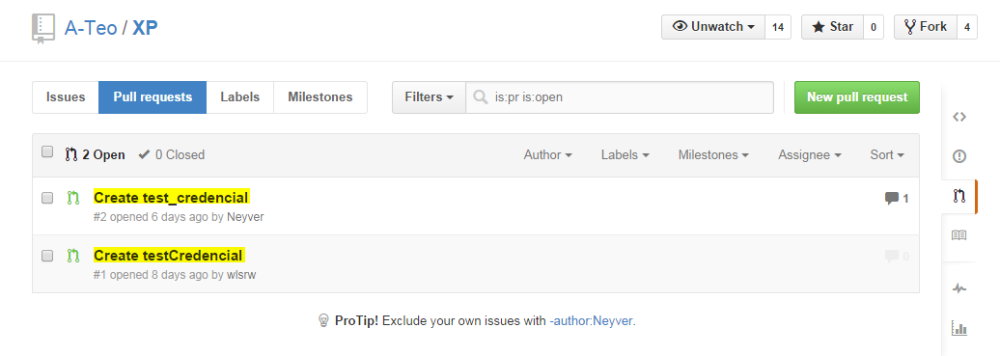 A-Teo / XP
Unwatch 14 Star 0 Fork 4
Issues Pull requests Labels Milestones Filters is:pr is:open New pull request
2 Open 0 Closed Author Labels Milestones Assignee Sort
Create test_credencial 1
#2 opened 6 days ago by Neyver
Create testCredencial 0
#1 opened 8 days ago by wlsrw
ProTip! Exclude your own issues with -author:Neyver.